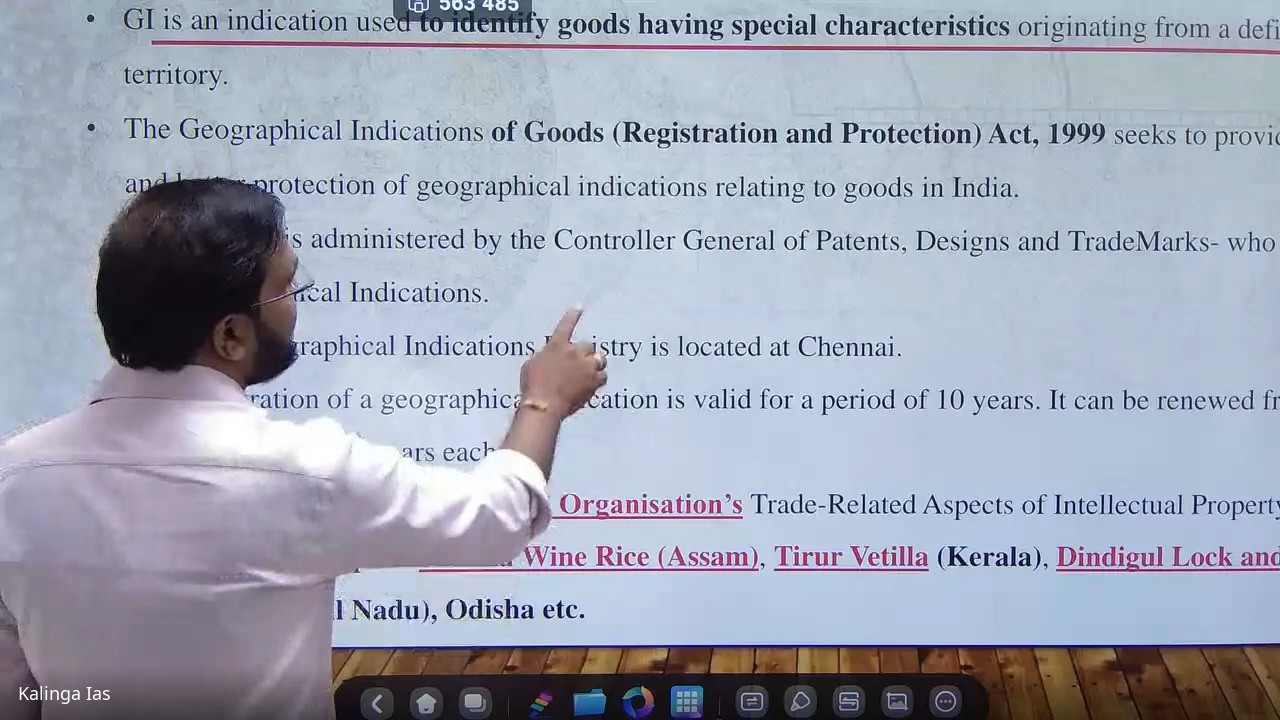 563 485
• GI is an indication used to identify goods having special characteristics originating from a defi
territory.
• The Geographical Indications of Goods (Registration and Protection) Act, 1999 seeks to provi
protection of geographical indications relating to goods in India.
is administered by the Controller General of Patents, Designs and TradeMarks- who
ical Indications.
graphical Indications istry is located at Chennai.
ration of a geographic cation is valid for a period of 10 years. It can be renewed fr
ars each
Organisation's Trade-Related Aspects of Intellectual Property
Wine Rice (Assam), Tirur Vetilla (Kerala), Dindigul Lock and
l Nadu), Odisha etc.
Kalinga Ias